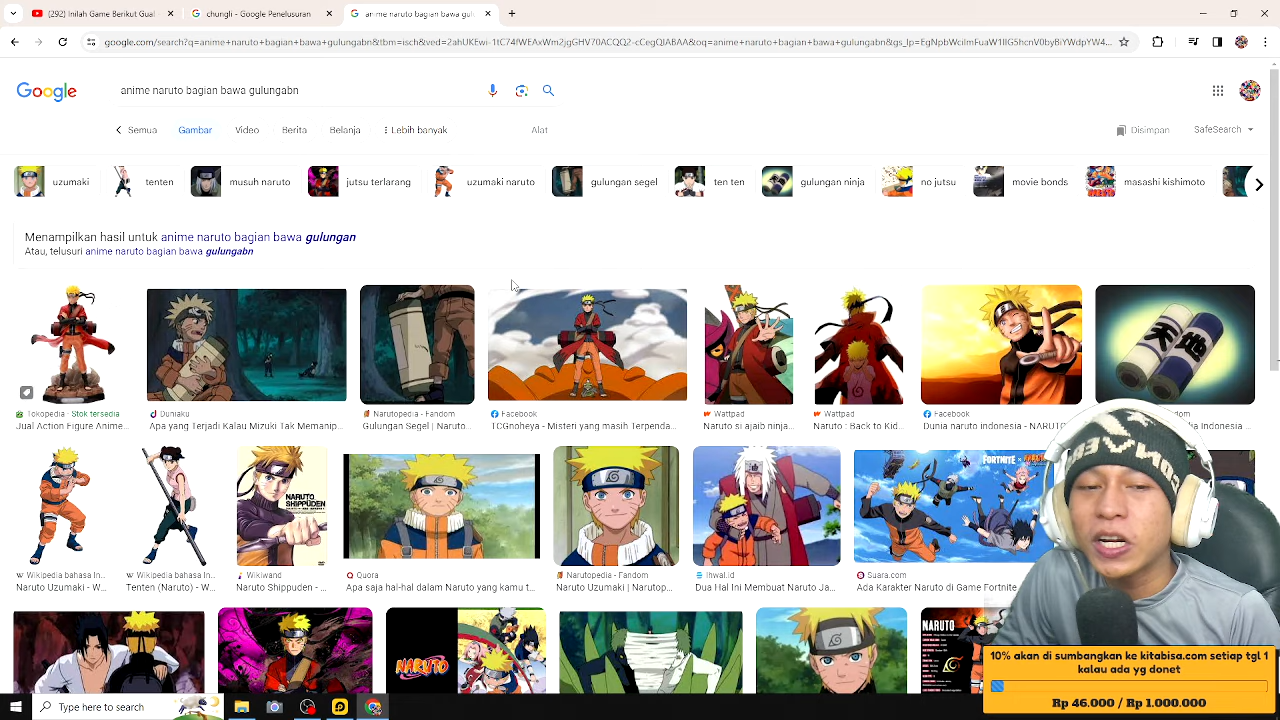 (292) Inilah Game Berikut Gual
chungli - Google Penelusuran
anime naruto bagian bawa gul
Google
anime naruto bagian bawa gulungabn
Semua
Gambar
Video
Berita
Belanja
Lebih banyak
Alat
Disimpan
SafeSearch
uzumaki
tenten
jutsu terlarang
uzumaki naruto
gulungan segel
ten ten
gulungan ninja
no jutsu
movie bonds
masashi kishimoto
Menampilkan hasil untuk anime naruto bagian bawa gulungan
Atau, telusuri anime naruto bagian bawa gulungabn
天
地
Tokopedia - Stok tersedia
Jual Action Figure Anime...
Duniaku
Apa yang Terjadi Kalau Mizuki Tak Memanip...
Narutopedia - Fandom
Gulungan Segel | Naruto...
Facebook
TCGnoheya - Misteri yang masih Terpenda...
Wattpad
Naruto si ajaib ninja...
Wattpad
Naruto : Back to Kid...
Facebook
Dunia naruto indonesia - NARUTO...
NARUTO
SHIPPUDEN
FORTNITE
Wikipedia bahasa In...
Naruto Uzumaki - W...
Wikipedia bahasa In...
Tenten (Naruto) - W...
Wikiwand
Naruto Shippuden - ...
Quora
Apa saja hal-hal dalam Naruto yang kamu t...
Narutopedia - Fandom
Naruto Uzumaki | Narutop...
Ihwal.id
Dua Hal Ini Membuat Naruto Ja...
Suara.com
Ada Karakter Naruto di Game Fortnite
NARUTO
NARUTO
10% akan di sumbangkan ke kitabisa.com setiap tgl 1
kalau ada yg donet
Rp 46.000 / Rp 1.000.000
Type here to search